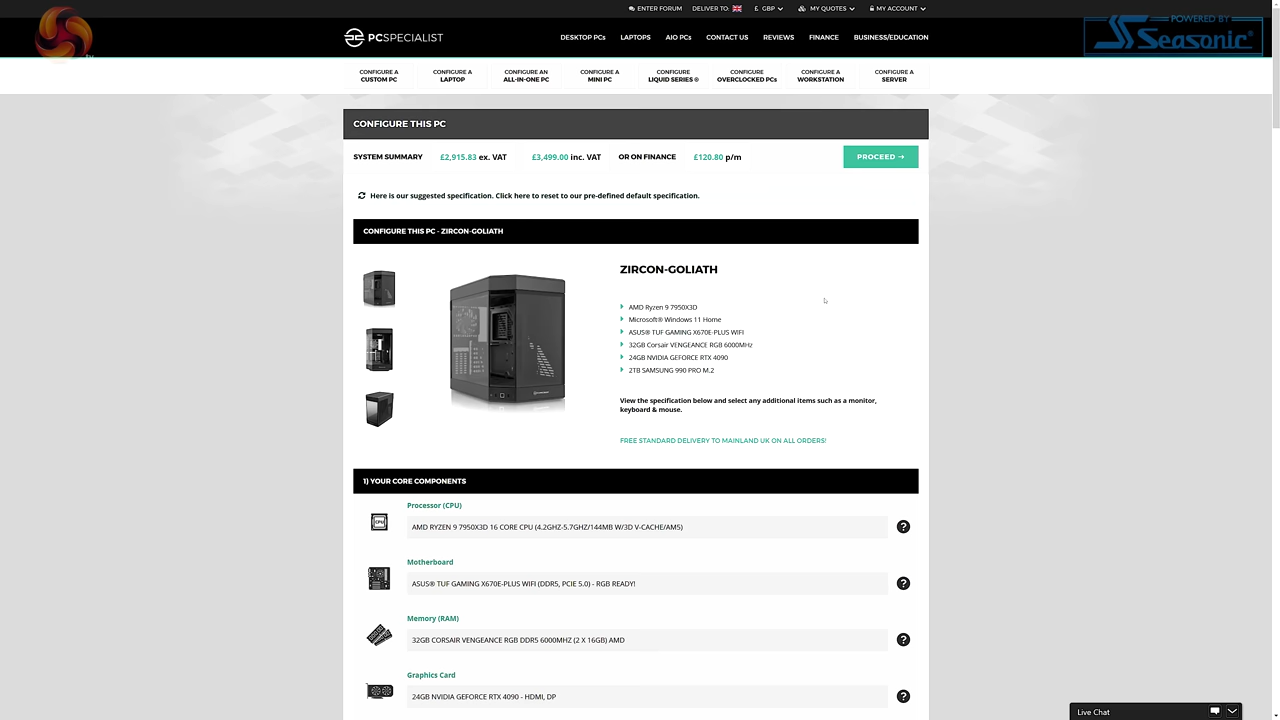 ENTER FORUM DELIVER TO: £ GBP MY QUOTES MY ACCOUNT
PCSPECIALIST
DESKTOP PCs LAPTOPS AIO PCs CONTACT US REVIEWS FINANCE BUSINESS/EDUCATION
POWERED BY
Seasonic®
tv
CONFIGURE A
CUSTOM PC
CONFIGURE A
LAPTOP
CONFIGURE AN
ALL-IN-ONE PC
CONFIGURE A
MINI PC
CONFIGURE
LIQUID SERIES ®
CONFIGURE
OVERCLOCKED PCs
CONFIGURE A
WORKSTATION
CONFIGURE A
SERVER
CONFIGURE THIS PC
SYSTEM SUMMARY £2,915.83 ex. VAT £3,499.00 inc. VAT OR ON FINANCE £120.80 p/m PROCEED →
Here is our suggested specification. Click here to reset to our pre-defined default specification.
CONFIGURE THIS PC - ZIRCON-GOLIATH
ZIRCON-GOLIATH
AMD Ryzen 9 7950X3D
Microsoft® Windows 11 Home
ASUS® TUF GAMING X670E-PLUS WIFI
32GB Corsair VENGEANCE RGB 6000MHz
24GB NVIDIA GEFORCE RTX 4090
2TB SAMSUNG 990 PRO M.2
View the specification below and select any additional items such as a monitor,
keyboard & mouse.
FREE STANDARD DELIVERY TO MAINLAND UK ON ALL ORDERS!
1) YOUR CORE COMPONENTS
Processor (CPU)
CPU
AMD RYZEN 9 7950X3D 16 CORE CPU (4.2GHZ-5.7GHZ/144MB W/3D V-CACHE/AM5) ?
Motherboard
ASUS® TUF GAMING X670E-PLUS WIFI (DDR5, PCIE 5.0) - RGB READY! ?
Memory (RAM)
32GB CORSAIR VENGEANCE RGB DDR5 6000MHZ (2 X 16GB) AMD ?
Graphics Card
24GB NVIDIA GEFORCE RTX 4090 - HDMI, DP ?
Live Chat